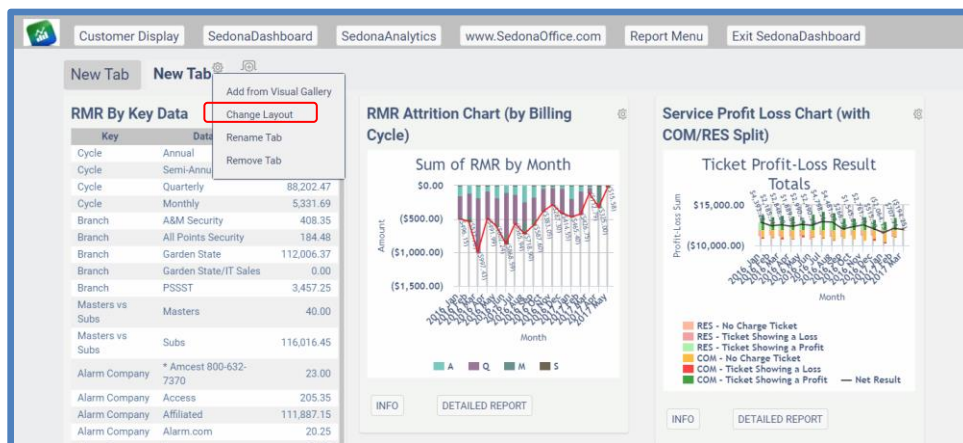 Customer Display SedonaDashboard SedonaAnalytics www.SedonaOffice.com Report Menu Exit SedonaDashboard
New Tab New Tab
Add from Visual Gallery
Change Layout
Rename Tab
Remove Tab
RMR By Key Data
Key
Cycle Annual
Cycle
Cycle Quarterly 88,202.47
Cycle Monthly 5,331.69
Branch A&M Security 408.35
Branch All Points Security 184.48
Branch Garden State 112,006.37
Branch Garden State/IT Sales 0.00
Branch PSSST 3,457.25
Masters vs Subs Masters 40.00
Masters vs Subs Subs 116,016.45
Alarm Company * Amcest 800-632-7370 23.00
Alarm Company Access 205.35
Alarm Company Affiliated 111,887.15
Alarm Company Alarm.com 20.25
RMR Attrition Chart (by Billing
Cycle)
Sum of RMR by Month
$0.00
($500.00)
($1,000.00)
($1,500.00)
Amount
Month
A Q M S
INFO DETAILED REPORT
Service Profit Loss Chart (with
COM/RES Split)
Ticket Profit-Loss Result
Totals
$15,000.00
($10,000.00)
Profit-Loss Sum
Month
RES - No Charge Ticket
RES - Ticket Showing a Loss
RES - Ticket Showing a Profit
COM - No Charge Ticket
COM - Ticket Showing a Loss
COM - Ticket Showing a Profit Net Result
INFO DETAILED REPORT